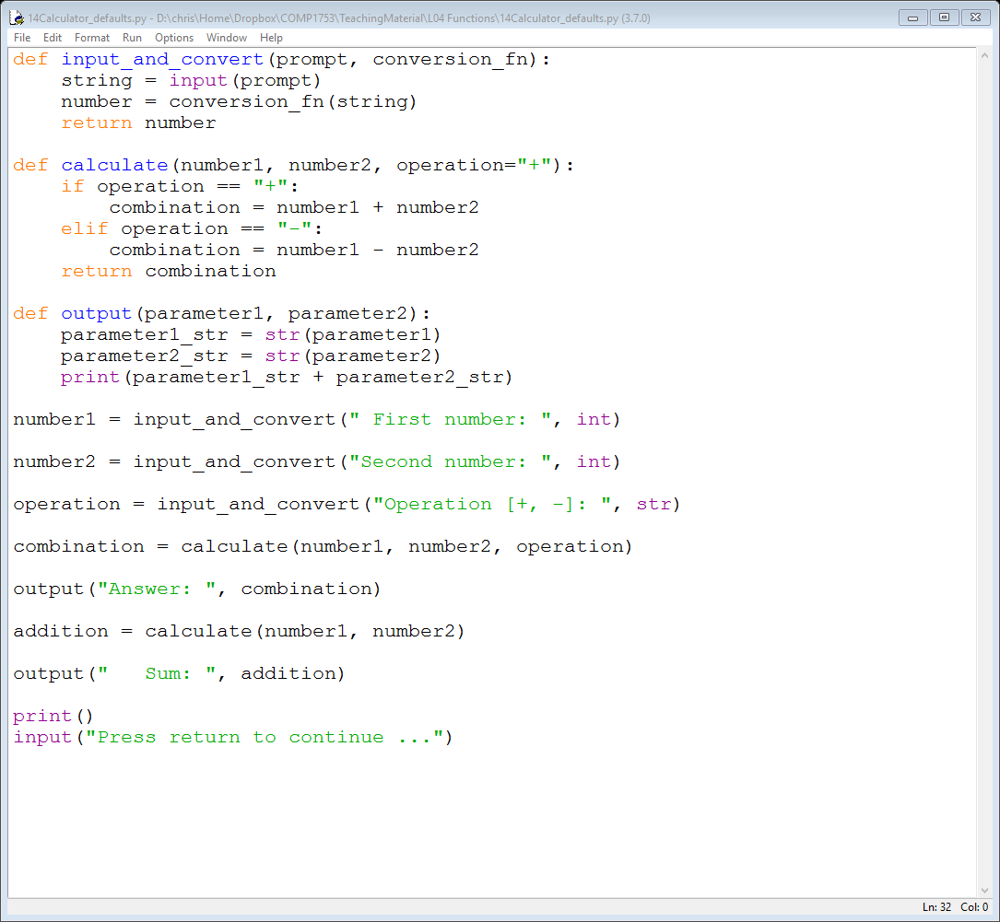 14Calculator_defaults.py - D:\chris\Home\Dropbox\COMP1753\TeachingMaterial\L04 Functions\14Calculator_defaults.py (3.7.0)
File Edit Format Run Options Window Help
def input_and_convert(prompt, conversion_fn):
    string = input(prompt)
    number = conversion_fn(string)
    return number

def calculate(number1, number2, operation="+"):
    if operation == "+":
        combination = number1 + number2
    elif operation == "-":
        combination = number1 - number2
    return combination

def output(parameter1, parameter2):
    parameter1_str = str(parameter1)
    parameter2_str = str(parameter2)
    print(parameter1_str + parameter2_str)

number1 = input_and_convert(" First number: ", int)

number2 = input_and_convert("Second number: ", int)

operation = input_and_convert("Operation [+, -]: ", str)

combination = calculate(number1, number2, operation)

output("Answer: ", combination)

addition = calculate(number1, number2)

output("   Sum: ", addition)

print()
input("Press return to continue ...")
Ln: 32 Col: 0